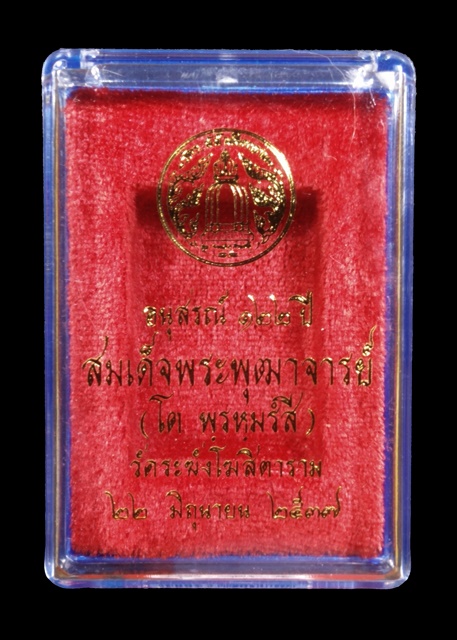 อนุสรณ์ ๑๒๒ ปี
สมเด็จพระพุฒาจารย์
(โต พรหมรํสี)
วัดระฆังโฆสิตาราม
๒๒ มิถุนายน ๒๕๓๗